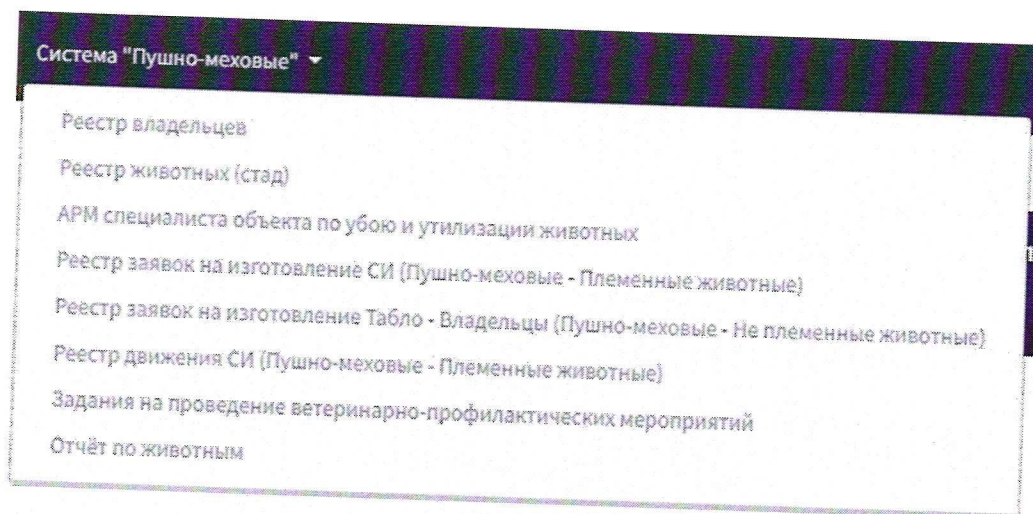 Система "Пушно-меховые"
Реестр владельцев
Реестр животных (стад)
АРМ специалиста объекта по убою и утилизации животных
Реестр заявок на изготовление СИ (Пушно-меховые - Племенные животные)
Реестр заявок на изготовление Табло - Владельцы (Пушно-меховые - Не племенные животные)
Реестр движения СИ (Пушно-меховые - Племенные животные)
Задания на проведение ветеринарно-профилактических мероприятий
Отчёт по животным